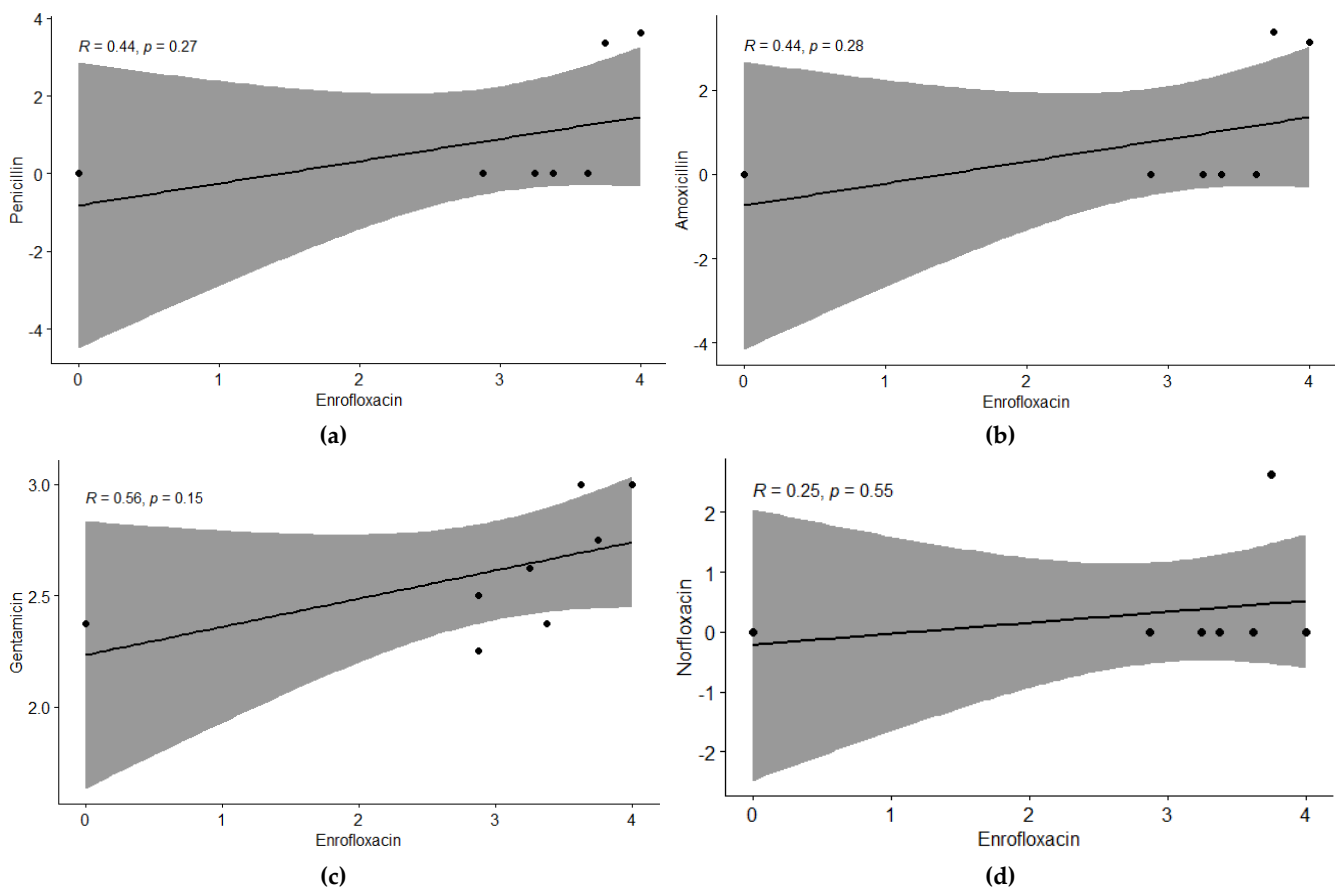 R = 0.44, p = 0.27
4
2
0
-2
-4
Penicillin
0 1 2 3 4
Enrofloxacin
(a)
R = 0.44, p = 0.28
2
0
-2
-4
Amoxicillin
0 1 2 3 4
Enrofloxacin
(b)
R = 0.56, p = 0.15
3.0
2.5
2.0
Gentamicin
0 1 2 3 4
Enrofloxacin
(c)
R = 0.25, p = 0.55
2
1
0
-1
-2
Norfloxacin
0 1 2 3 4
Enrofloxacin
(d)